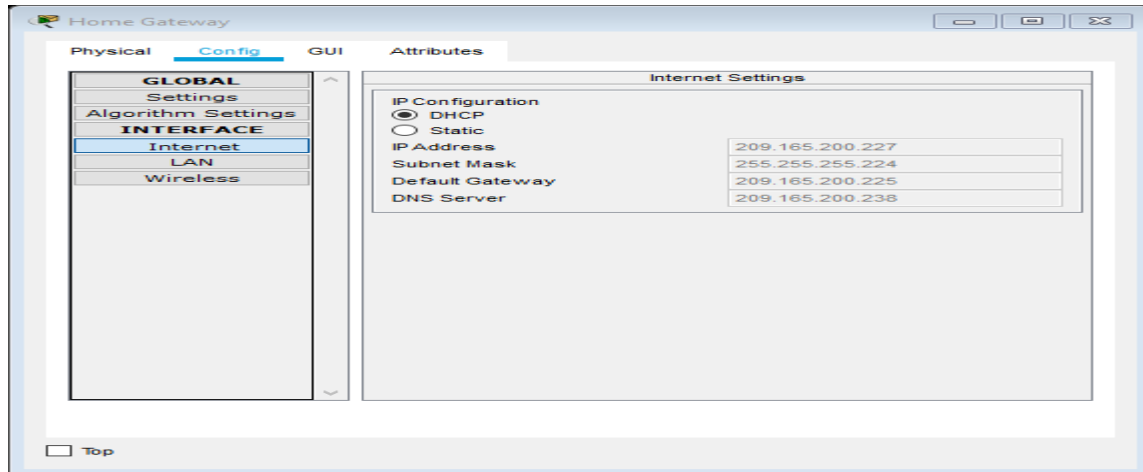 Home Gateway
Physical Config GUI Attributes
GLOBAL
Settings
Algorithm Settings
INTERFACE
Internet
LAN
Wireless
Internet Settings
IP Configuration
DHCP
Static
IP Address 209.165.200.227
Subnet Mask 255.255.255.224
Default Gateway 209.165.200.225
DNS Server 209.165.200.238
Top